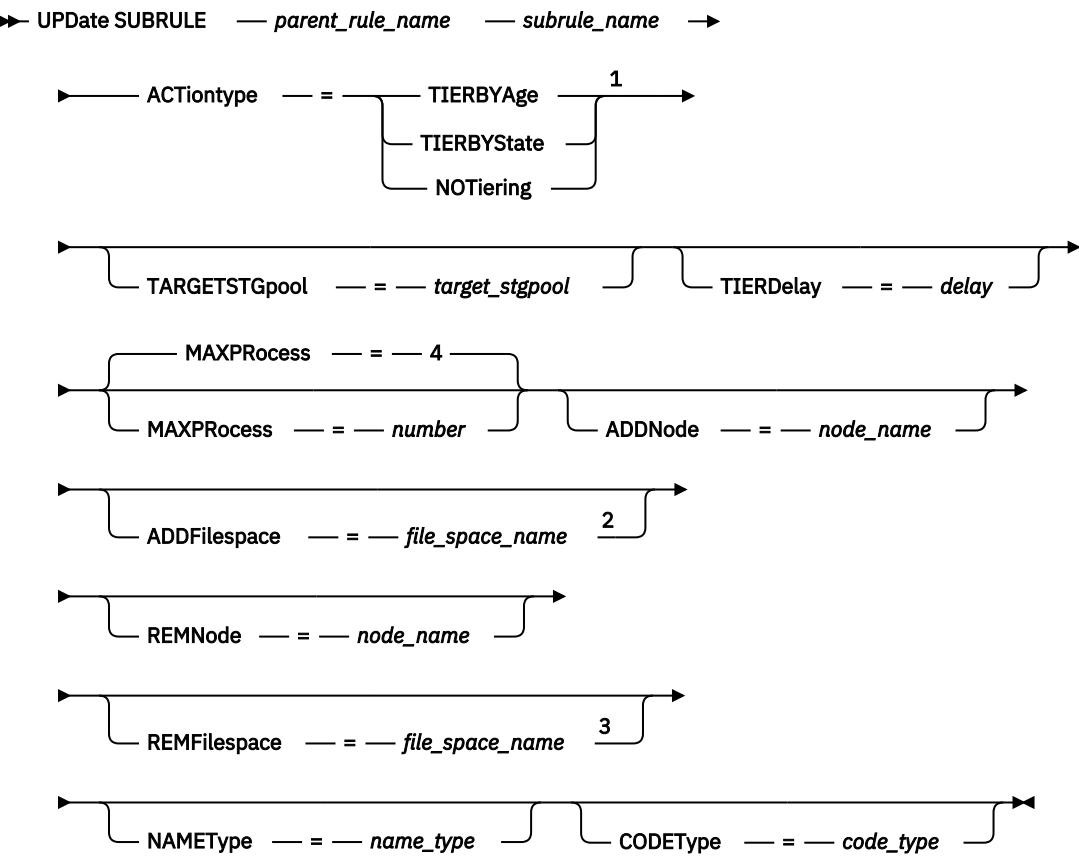 UPDate SUBRULE parent_rule_name subrule_name
1
ACTiontype = TIERBYAge
TIERBYState
NOTiering
TARGETSTGpool = target_stgpool TIERDelay = delay
MAXPRocess = 4
MAXPRocess = number ADDNode = node_name
2
ADDFilespace = file_space_name
REMNode = node_name
3
REMFilespace = file_space_name
NAMEType = name_type CODEType = code_type